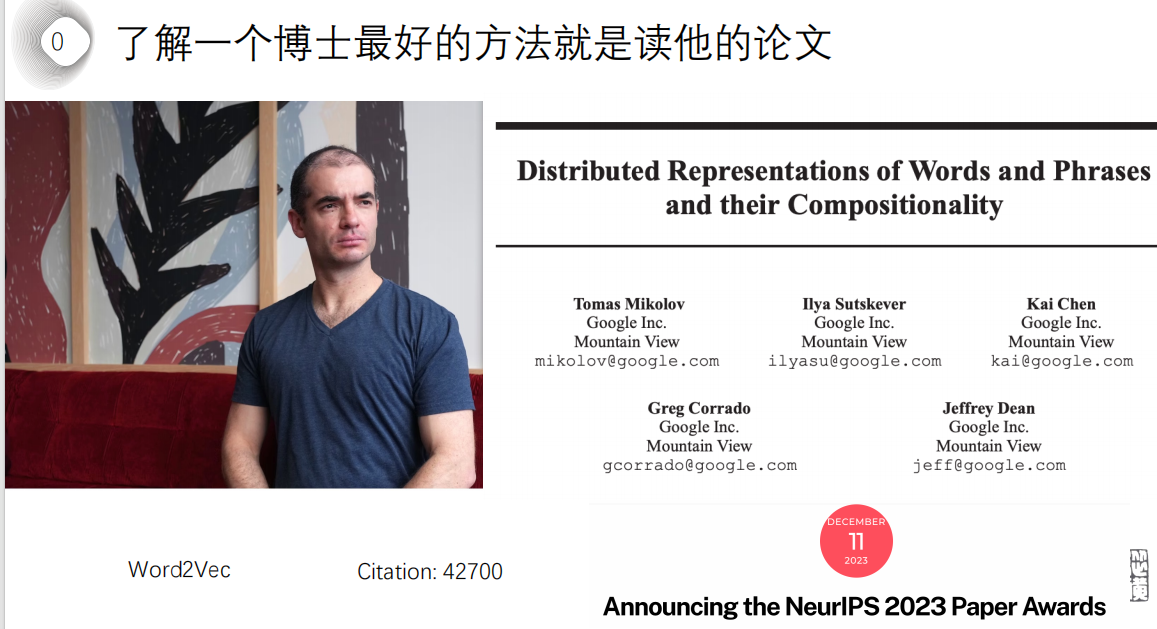 0
了解一个博士最好的方法就是读他的论文
Distributed Representations of Words and Phrases
and their Compositionality
Tomas Mikolov
Google Inc.
Mountain View
mikolov@google.com
Ilya Sutskever
Google Inc.
Mountain View
ilyasu@google.com
Kai Chen
Google Inc.
Mountain View
kai@google.com
Greg Corrado
Google Inc.
Mountain View
gcorrado@google.com
Jeffrey Dean
Google Inc.
Mountain View
jeff@google.com
DECEMBER
11
2023
Announcing the NeurIPS 2023 Paper Awards
Word2Vec
Citation: 42700